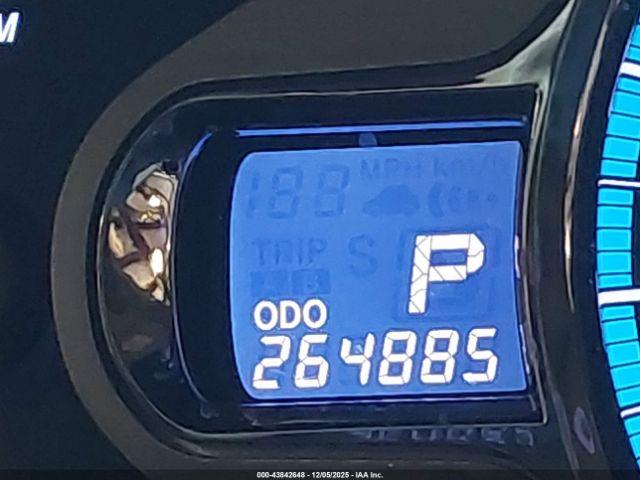 M
188 MPH km/h
TRIP S
A B
P
ODO
264885
000-43842648 - 12/05/2025 - IAA Inc.